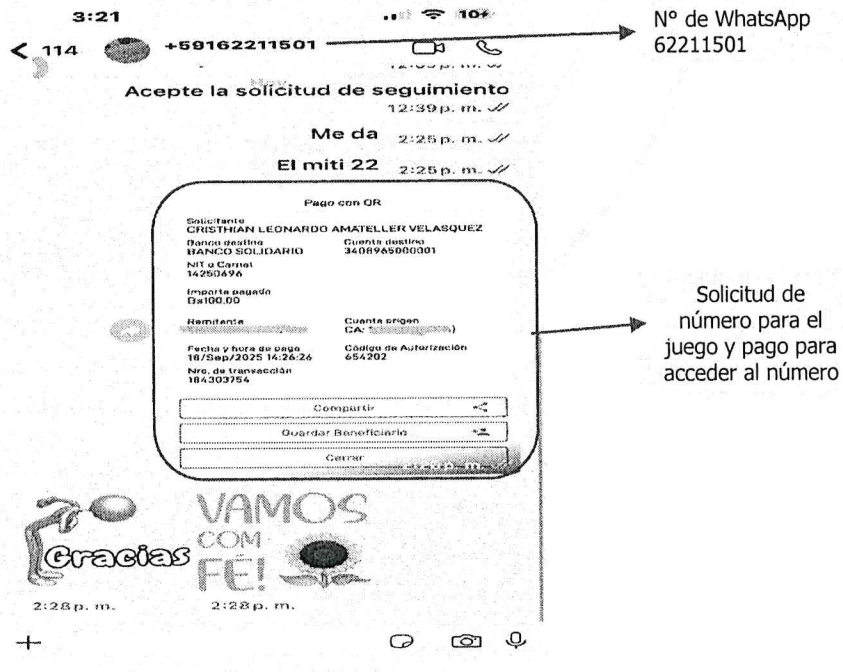 3:21
10+
N° de WhatsApp
62211501
114
+59162211501
Acepte la solicitud de seguimiento
12:39 p. m.
Me da
2:25 p. m.
El miti 22
2:25 p. m.
Pago con QR
Solicitante
CRISTHIAN LEONARDO AMATELLER VELASQUEZ
Banco destino
Cuenta destino
BANCO SOLIDARIO
3408965000001
NIT o Carnet
14250696
Importe pagado
Bs100,00
Remitente
Cuenta origen
CA:
Fecha y hora de pago
Código de Autorización
18/Sep/2025 14:26:26
654202
Nro. de transacción
184303754
Compartir
Guardar Beneficiario
Cerrar
Solicitud de
número para el
juego y pago para
acceder al número
Gracias
VAMOS
COM
FÉ!
2:28 p. m.
2:28 p. m.